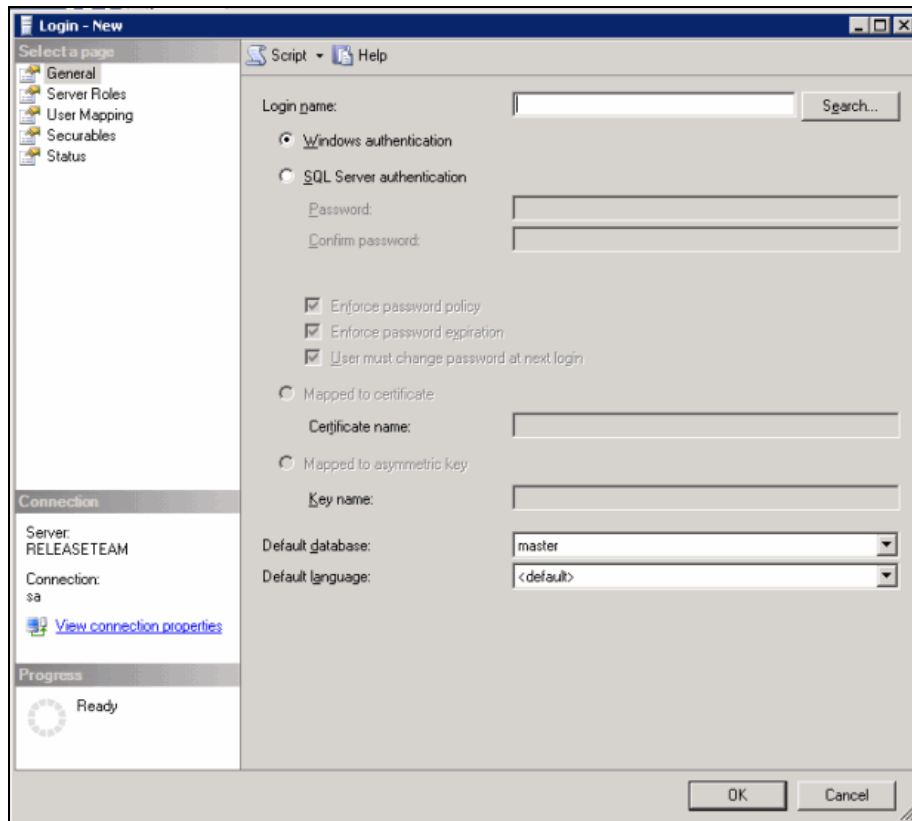 Login - New
Select a page
General
Server Roles
User Mapping
Securables
Status
Script Help
Login name: Search...
Windows authentication
SQL Server authentication
Password:
Confirm password:
Enforce password policy
Enforce password expiration
User must change password at next login
Mapped to certificate
Certificate name:
Mapped to asymmetric key
Key name:
Default database: master
Default language: <default>
Connection
Server:
RELEASETEAM
Connection:
sa
View connection properties
Progress
Ready
OK Cancel